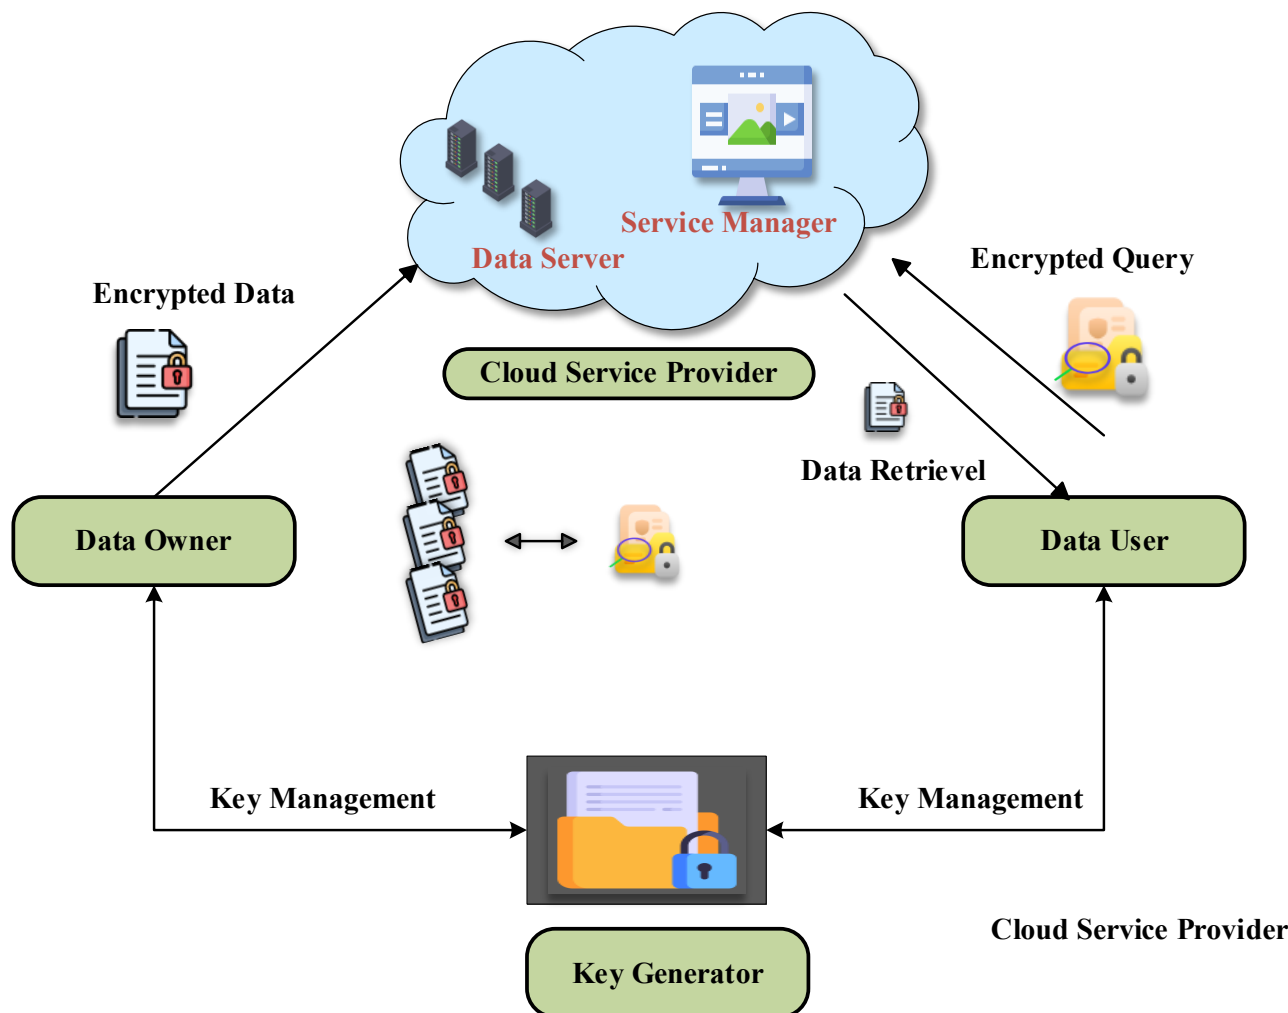 Service Manager
Data Server
Encrypted Query
Encrypted Data
Cloud Service Provider
Data Retrievel
Data Owner
Data User
Key Management
Key Management
Cloud Service Provider
Key Generator